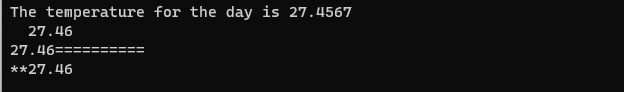 The temperature for the day is 27.4567
  27.46
27.46==========
**27.46